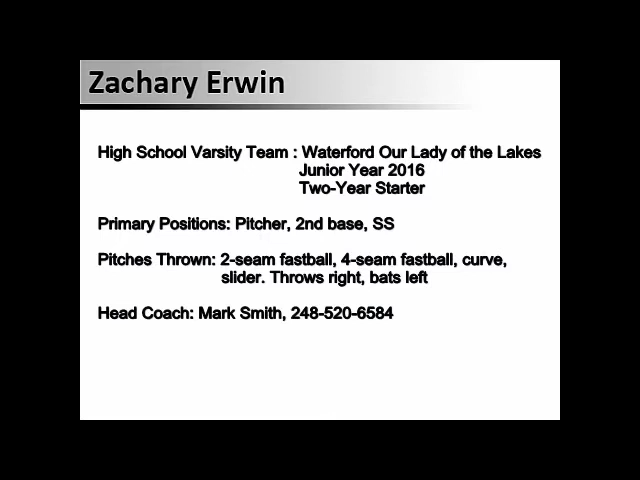 Zachary Erwin
High School Varsity Team : Waterford Our Lady of the Lakes
Junior Year 2016
Two-Year Starter
Primary Positions: Pitcher, 2nd base, SS
Pitches Thrown: 2-seam fastball, 4-seam fastball, curve,
slider. Throws right, bats left
Head Coach: Mark Smith, 248-520-6584